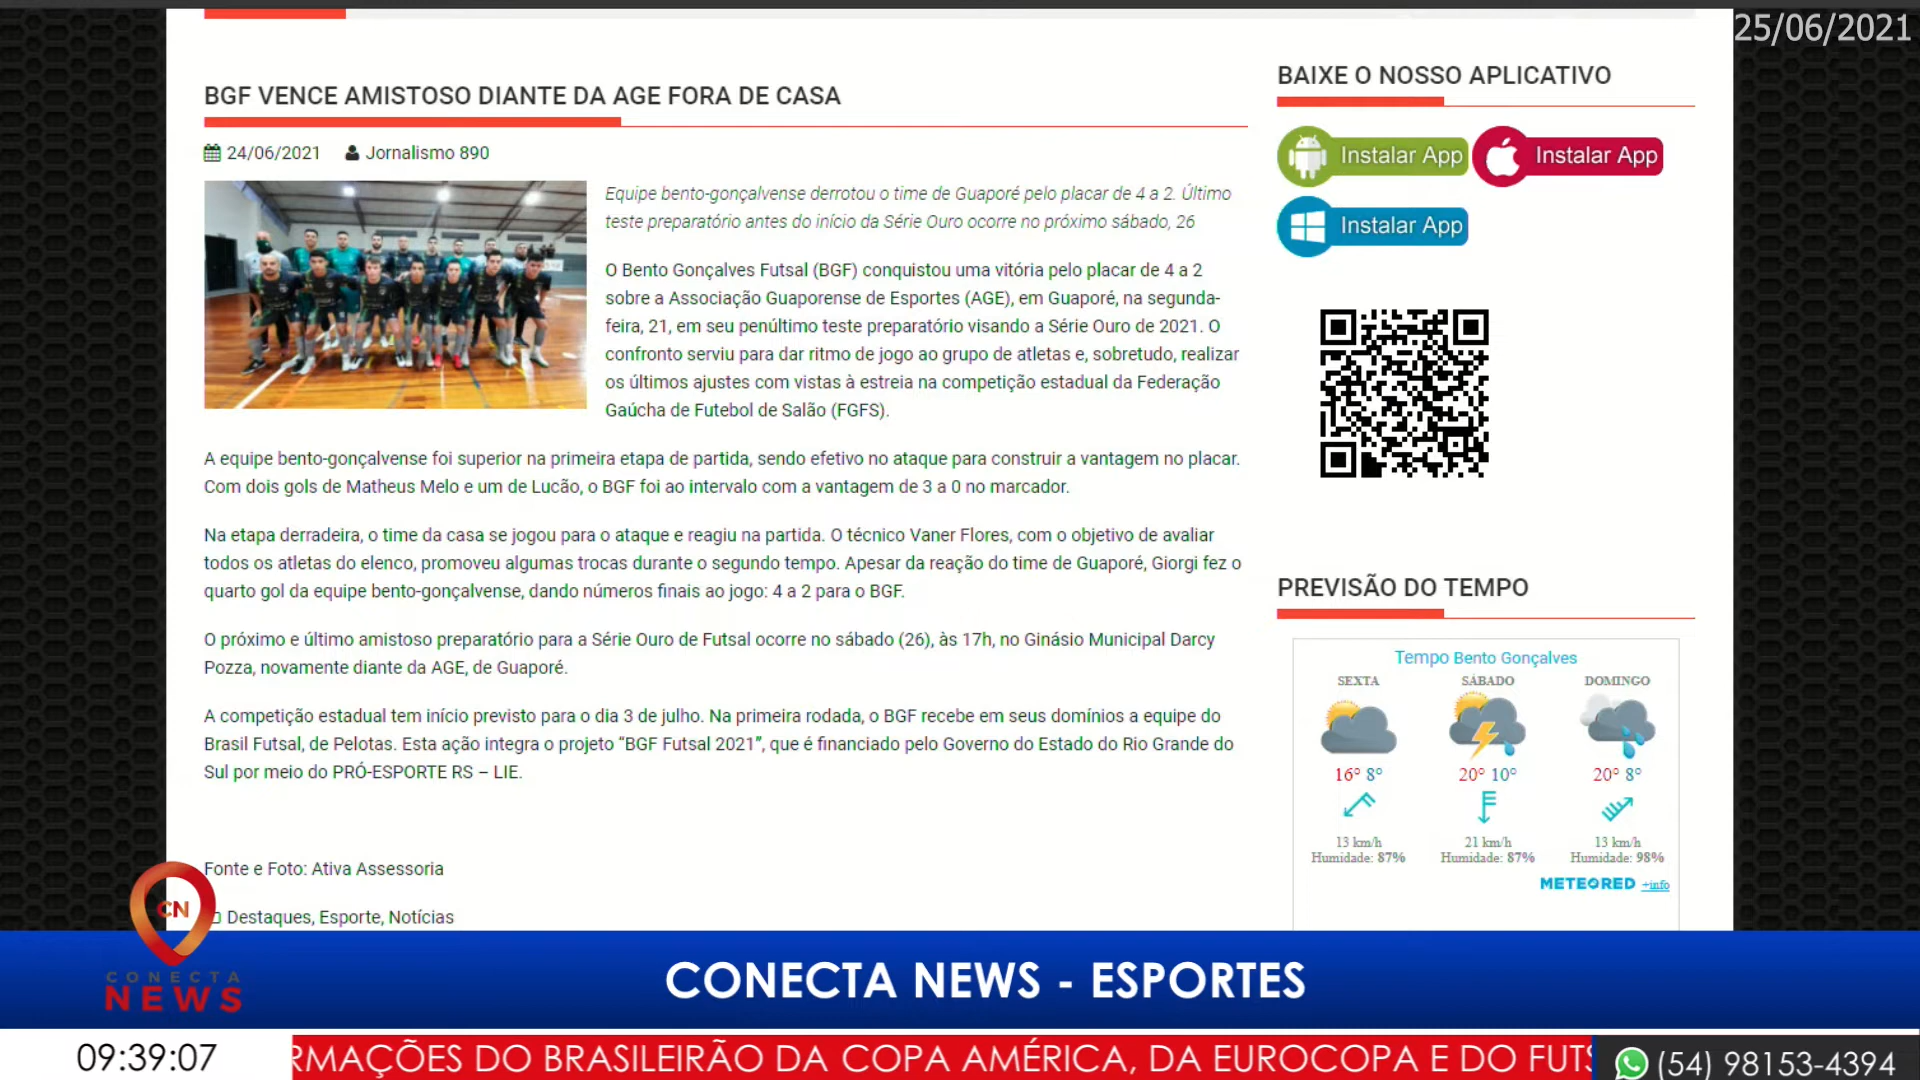 25/06/2021
BGF VENCE AMISTOSO DIANTE DA AGE FORA DE CASA
24/06/2021 Jornalismo 890
Equipe bento-gonçalvense derrotou o time de Guaporé pelo placar de 4 a 2. Último
teste preparatório antes do início da Série Ouro ocorre no próximo sábado, 26
O Bento Gonçalves Futsal (BGF) conquistou uma vitória pelo placar de 4 a 2
sobre a Associação Guaporense de Esportes (AGE), em Guaporé, na segunda-
feira, 21, em seu penúltimo teste preparatório visando a Série Ouro de 2021. O
confronto serviu para dar ritmo de jogo ao grupo de atletas e, sobretudo, realizar
os últimos ajustes com vistas à estreia na competição estadual da Federação
Gaúcha de Futebol de Salão (FGFS).
A equipe bento-gonçalvense foi superior na primeira etapa de partida, sendo efetivo no ataque para construir a vantagem no placar.
Com dois gols de Matheus Melo e um de Lucão, o BGF foi ao intervalo com a vantagem de 3 a 0 no marcador.
Na etapa derradeira, o time da casa se jogou para o ataque e reagiu na partida. O técnico Vaner Flores, com o objetivo de avaliar
todos os atletas do elenco, promoveu algumas trocas durante o segundo tempo. Apesar da reação do time de Guaporé, Giorgi fez o
quarto gol da equipe bento-gonçalvense, dando números finais ao jogo: 4 a 2 para o BGF.
O próximo e último amistoso preparatório para a Série Ouro de Futsal ocorre no sábado (26), às 17h, no Ginásio Municipal Darcy
Pozza, novamente diante da AGE, de Guaporé.
A competição estadual tem início previsto para o dia 3 de julho. Na primeira rodada, o BGF recebe em seus domínios a equipe do
Brasil Futsal, de Pelotas. Esta ação integra o projeto “BGF Futsal 2021”, que é financiado pelo Governo do Estado do Rio Grande do
Sul por meio do PRÓ-ESPORTE RS – LIE.
Fonte e Foto: Ativa Assessoria
Destaques, Esporte, Notícias
BAIXE O NOSSO APLICATIVO
Instalar App Instalar App
Instalar App
PREVISÃO DO TEMPO
Tempo Bento Gonçalves
SEXTA SÁBADO DOMINGO
16° 8° 20° 10° 20° 8°
13 km/h 21 km/h 13 km/h
Humidade: 87% Humidade: 87% Humidade: 98%
METEORED +info
CN
CONECTA
NEWS
CONECTA NEWS - ESPORTES
09:39:07 RMAÇÕES DO BRASILEIRÃO DA COPA AMÉRICA, DA EUROCOPA E DO FUTS (54) 98153-4394